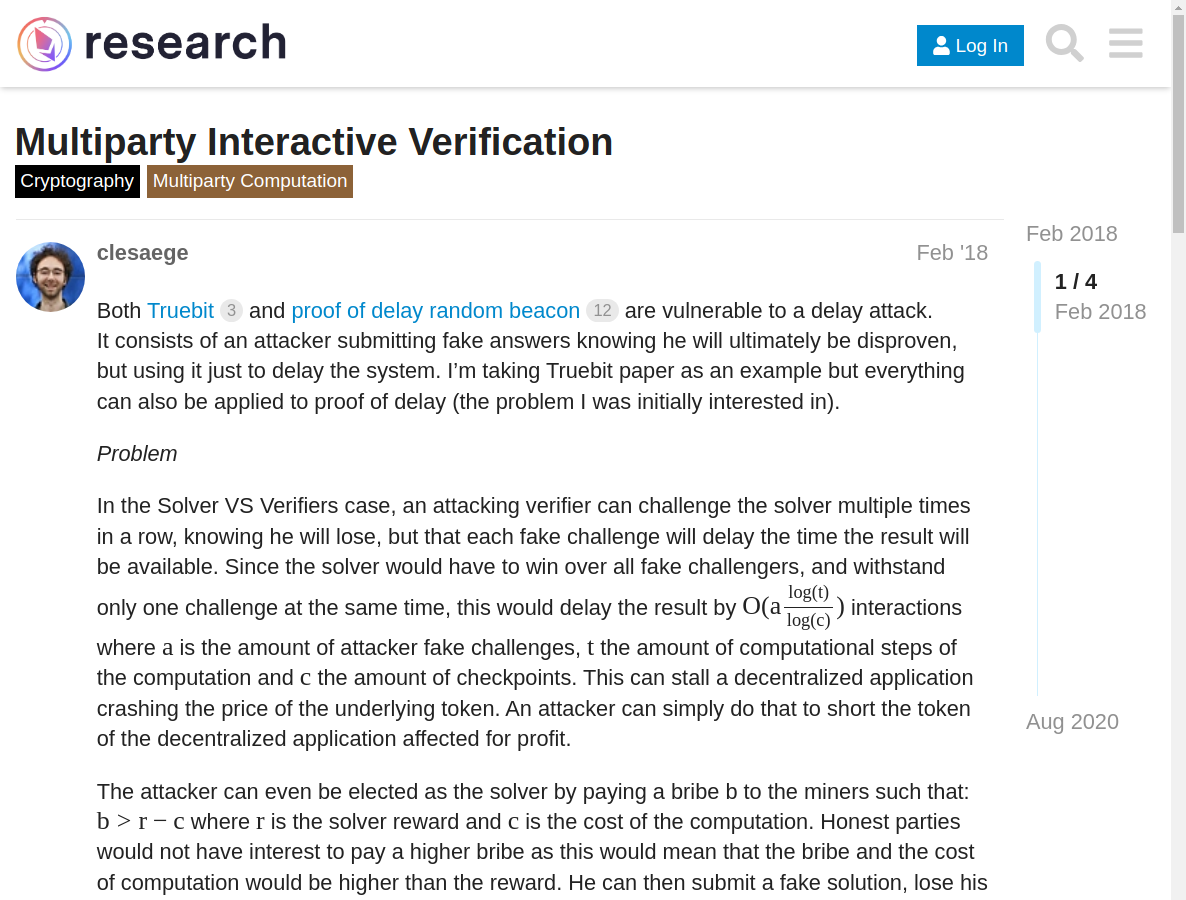 research
Log In
Multiparty Interactive Verification
Cryptography Multiparty Computation
clesaege Feb '18
Feb 2018
1 / 4
Feb 2018
Aug 2020
Both Truebit 3 and proof of delay random beacon 12 are vulnerable to a delay attack.
It consists of an attacker submitting fake answers knowing he will ultimately be disproven,
but using it just to delay the system. I’m taking Truebit paper as an example but everything
can also be applied to proof of delay (the problem I was initially interested in).
Problem
In the Solver VS Verifiers case, an attacking verifier can challenge the solver multiple times
in a row, knowing he will lose, but that each fake challenge will delay the time the result will
be available. Since the solver would have to win over all fake challengers, and withstand
only one challenge at the same time, this would delay the result by O(a log(t)/log(c)) interactions
where a is the amount of attacker fake challenges, t the amount of computational steps of
the computation and c the amount of checkpoints. This can stall a decentralized application
crashing the price of the underlying token. An attacker can simply do that to short the token
of the decentralized application affected for profit.
The attacker can even be elected as the solver by paying a bribe b to the miners such that:
b > r − c where r is the solver reward and c is the cost of the computation. Honest parties
would not have interest to pay a higher bribe as this would mean that the bribe and the cost
of computation would be higher than the reward. He can then submit a fake solution, lose his